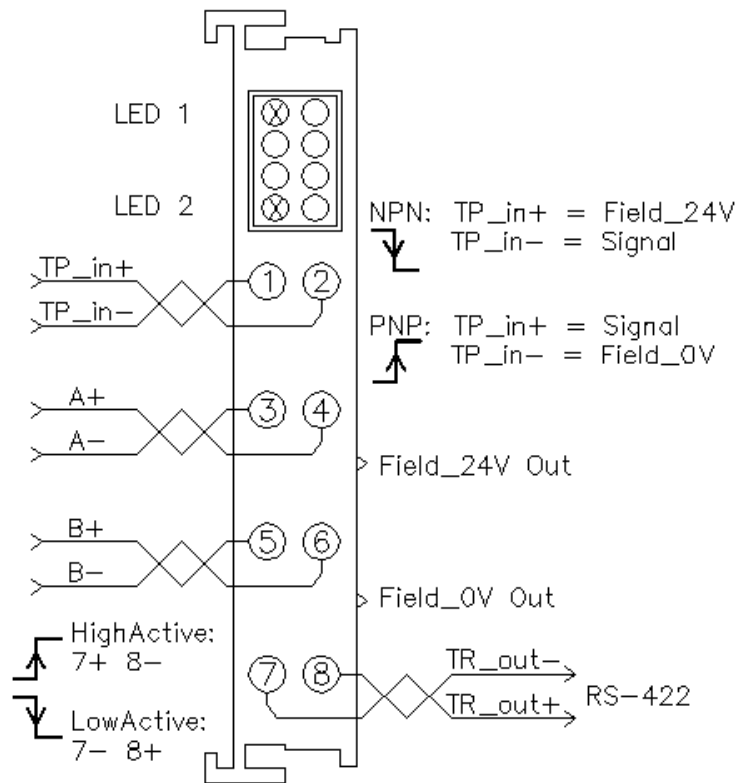 LED 1
LED 2
NPN: TP_in+ = Field_24V
TP_in- = Signal
TP_in+
TP_in-
1 2
PNP: TP_in+ = Signal
TP_in- = Field_0V
A+
A-
3 4
Field_24V Out
B+
B-
5 6
Field_0V Out
HighActive:
7+ 8-
LowActive:
7- 8+
7 8
TR_out-
TR_out+
RS-422